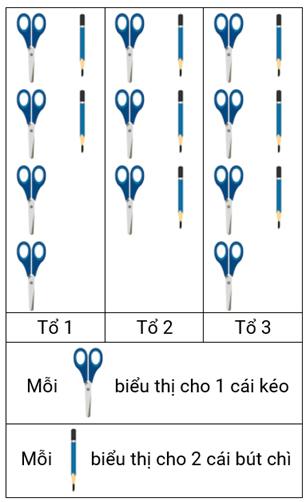 Tổ 1 Tổ 2 Tổ 3
Mỗi biểu thị cho 1 cái kéo
Mỗi biểu thị cho 2 cái bút chì